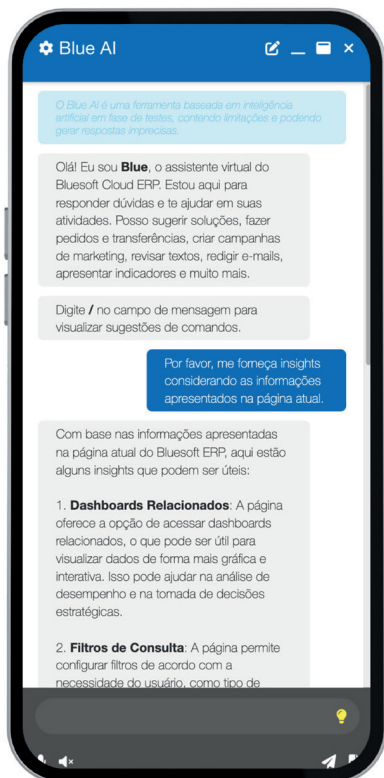 Blue AI
O Blue AI é uma ferramenta baseada em inteligência
artificial em fase de testes, contendo limitações e podendo
gerar respostas imprecisas.
Olá! Eu sou Blue, o assistente virtual do
Bluesoft Cloud ERP. Estou aqui para
responder dúvidas e te ajudar em suas
atividades. Posso sugerir soluções, fazer
pedidos e transferências, criar campanhas
de marketing, revisar textos, redigir e-mails,
apresentar indicadores e muito mais.
Digite / no campo de mensagem para
visualizar sugestões de comandos.
Por favor, me forneça insights
considerando as informações
apresentados na página atual.
Com base nas informações apresentadas
na página atual do Bluesoft ERP, aqui estão
alguns insights que podem ser úteis:
1. Dashboards Relacionados: A página
oferece a opção de acessar dashboards
relacionados, o que pode ser útil para
visualizar dados de forma mais gráfica e
interativa. Isso pode ajudar na análise de
desempenho e na tomada de decisões
estratégicas.
2. Filtros de Consulta: A página permite
configurar filtros de acordo com a
necessidade do usuário, como tipo de